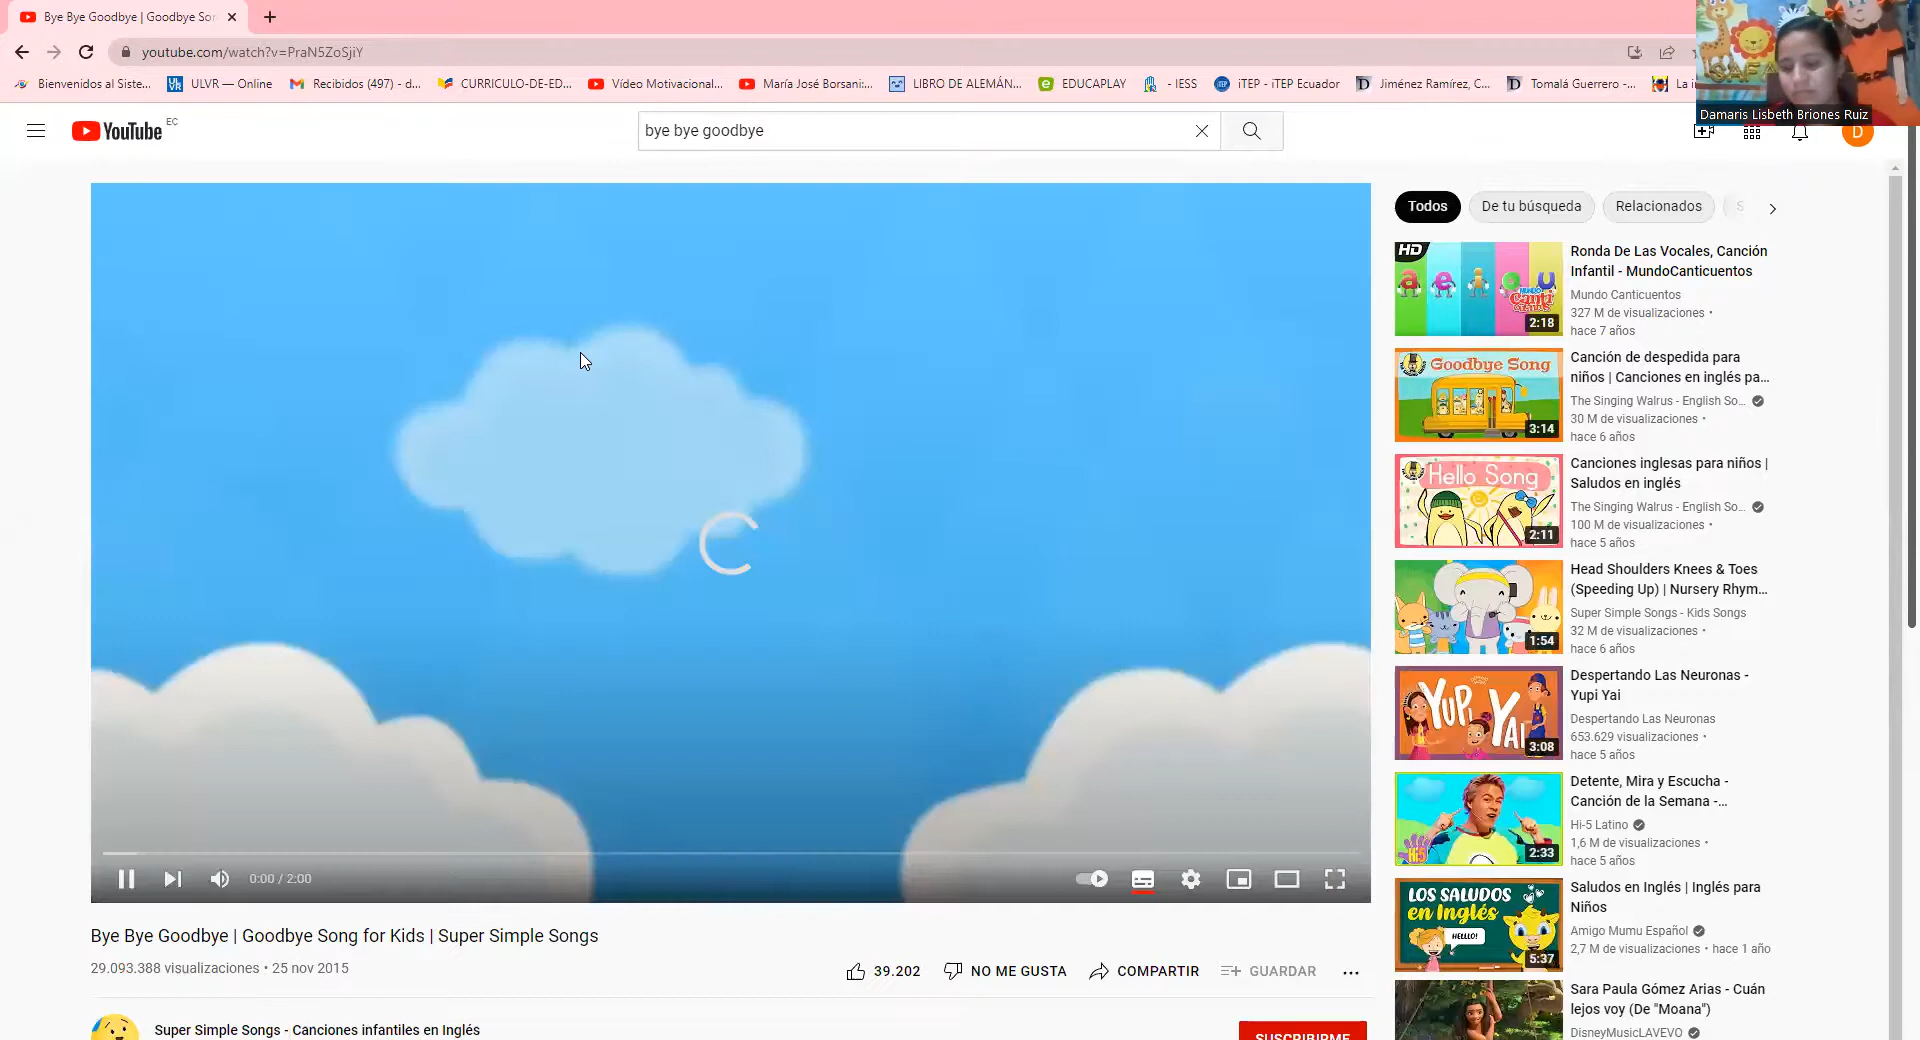 Bye Bye Goodbye | Goodbye So
youtube.com/watch?v=PraN5ZoSjiY
Bienvenidos al Siste...
ULVR — Online
Recibidos (497) - d...
CURRICULO-DE-ED...
Vídeo Motivacional...
María José Borsani:...
LIBRO DE ALEMÁN...
EDUCAPLAY
- IESS
iTEP - iTEP Ecuador
Jiménez Ramírez, C...
Tomalá Guerrero -...
La i
Damaris Lisbeth Briones Ruiz
YouTube EC
bye bye goodbye
D
Todos
De tu búsqueda
Relacionados
S
HD
a e i o u
MUNDO
Canti
2:18
Ronda De Las Vocales, Canción
Infantil - MundoCanticuentos
Mundo Canticuentos
327 M de visualizaciones •
hace 7 años
Goodbye Song
3:14
Canción de despedida para
niños | Canciones en inglés pa...
The Singing Walrus - English So...
30 M de visualizaciones •
hace 6 años
Hello Song
2:11
Canciones inglesas para niños |
Saludos en inglés
The Singing Walrus - English So...
100 M de visualizaciones •
hace 5 años
1:54
Head Shoulders Knees & Toes
(Speeding Up) | Nursery Rhym...
Super Simple Songs - Kids Songs
32 M de visualizaciones •
hace 6 años
YUPI YAI
3:08
Despertando Las Neuronas -
Yupi Yai
Despertando Las Neuronas
653.629 visualizaciones •
hace 5 años
Hi-5
2:33
Detente, Mira y Escucha -
Canción de la Semana -...
Hi-5 Latino
1,6 M de visualizaciones •
hace 5 años
LOS SALUDOS
en Inglés
HELLO!
5:37
Saludos en Inglés | Inglés para
Niños
Amigo Mumu Español
2,7 M de visualizaciones • hace 1 año
Sara Paula Gómez Arias - Cuán
lejos voy (De "Moana")
DisneyMusicLAVEVO
0:00 / 2:00
Bye Bye Goodbye | Goodbye Song for Kids | Super Simple Songs
29.093.388 visualizaciones • 25 nov 2015
39.202
NO ME GUSTA
COMPARTIR
GUARDAR
Super Simple Songs - Canciones infantiles en Inglés
SUSCRIBIRME